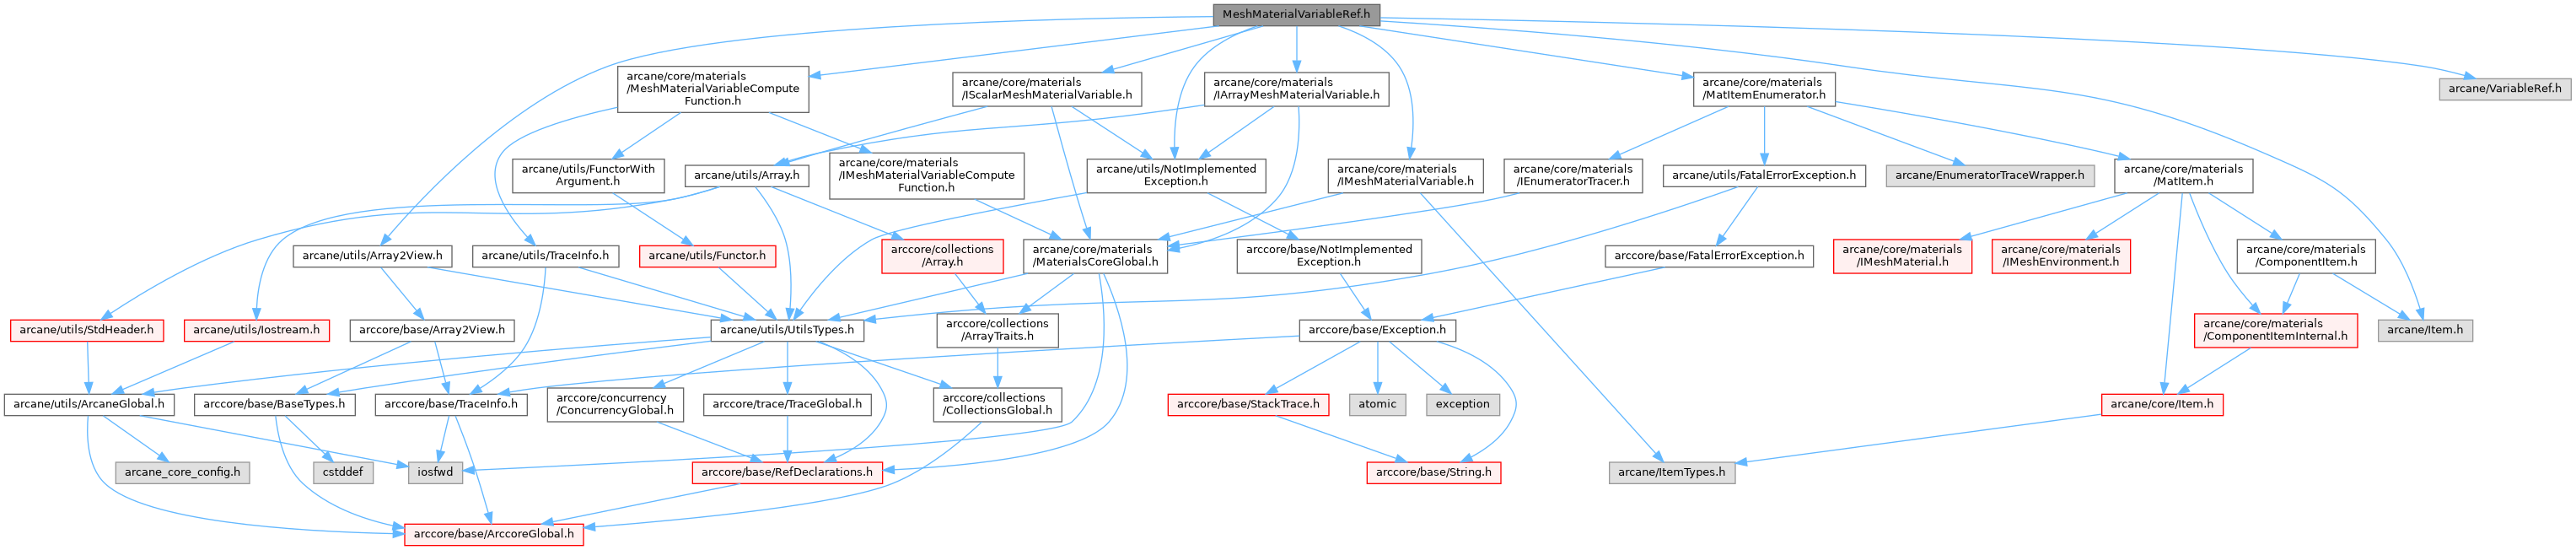 MeshMaterialVariableRef.h
arcane/core/materials
/MeshMaterialVariableCompute
Function.h
arcane/core/materials
/IScalarMeshMaterialVariable.h
arcane/core/materials
/IArrayMeshMaterialVariable.h
arcane/core/materials
/MatItemEnumerator.h
arcane/VariableRef.h
arcane/utils/FunctorWith
Argument.h
arcane/utils/Array.h
arcane/core/materials
/IMeshMaterialVariableCompute
Function.h
arcane/utils/NotImplemented
Exception.h
arcane/core/materials
/IMeshMaterialVariable.h
arcane/core/materials
/IEnumeratorTracer.h
arcane/utils/FatalErrorException.h
arcane/EnumeratorTraceWrapper.h
arcane/core/materials
/MatItem.h
arcane/utils/Array2View.h
arcane/utils/TraceInfo.h
arcane/utils/Functor.h
arccore/collections
/Array.h
arcane/core/materials
/MaterialsCoreGlobal.h
arccore/base/NotImplemented
Exception.h
arccore/base/FatalErrorException.h
arcane/core/materials
/IMeshMaterial.h
arcane/core/materials
/IMeshEnvironment.h
arcane/core/materials
/ComponentItem.h
arcane/utils/StdHeader.h
arcane/utils/Iostream.h
arccore/base/Array2View.h
arcane/utils/UtilsTypes.h
arccore/collections
/ArrayTraits.h
arccore/base/Exception.h
arcane/core/materials
/ComponentItemInternal.h
arcane/Item.h
arcane/utils/ArcaneGlobal.h
arccore/base/BaseTypes.h
arccore/base/TraceInfo.h
arccore/concurrency
/ConcurrencyGlobal.h
arccore/trace/TraceGlobal.h
arccore/collections
/CollectionsGlobal.h
arccore/base/StackTrace.h
atomic
exception
arcane/core/Item.h
arcane_core_config.h
cstddef
iosfwd
arccore/base/RefDeclarations.h
arccore/base/String.h
arcane/ItemTypes.h
arccore/base/ArccoreGlobal.h